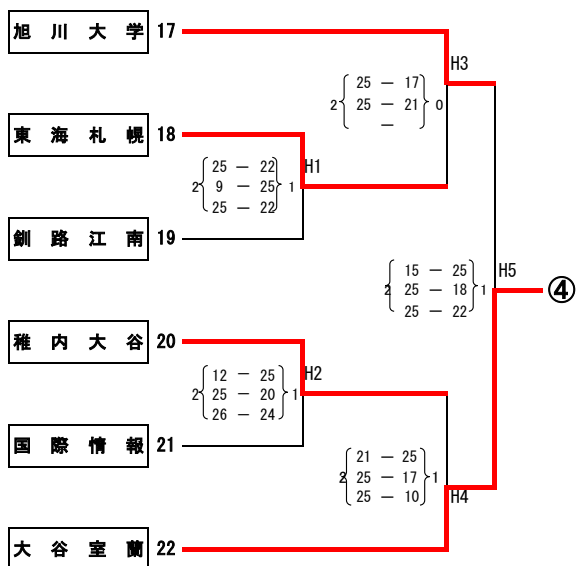 旭川大学 17
H3
25 — 17
2 25 — 21 0
—
東海札幌 18
H1
25 — 22
2 9 — 25 1
25 — 22
釧路江南 19
H5
15 — 25
2 25 — 18 1
25 — 22
④
稚内大谷 20
H2
12 — 25
2 25 — 20 1
26 — 24
国際情報 21
21 — 25
2 25 — 17 1
25 — 10
H4
大谷室蘭 22